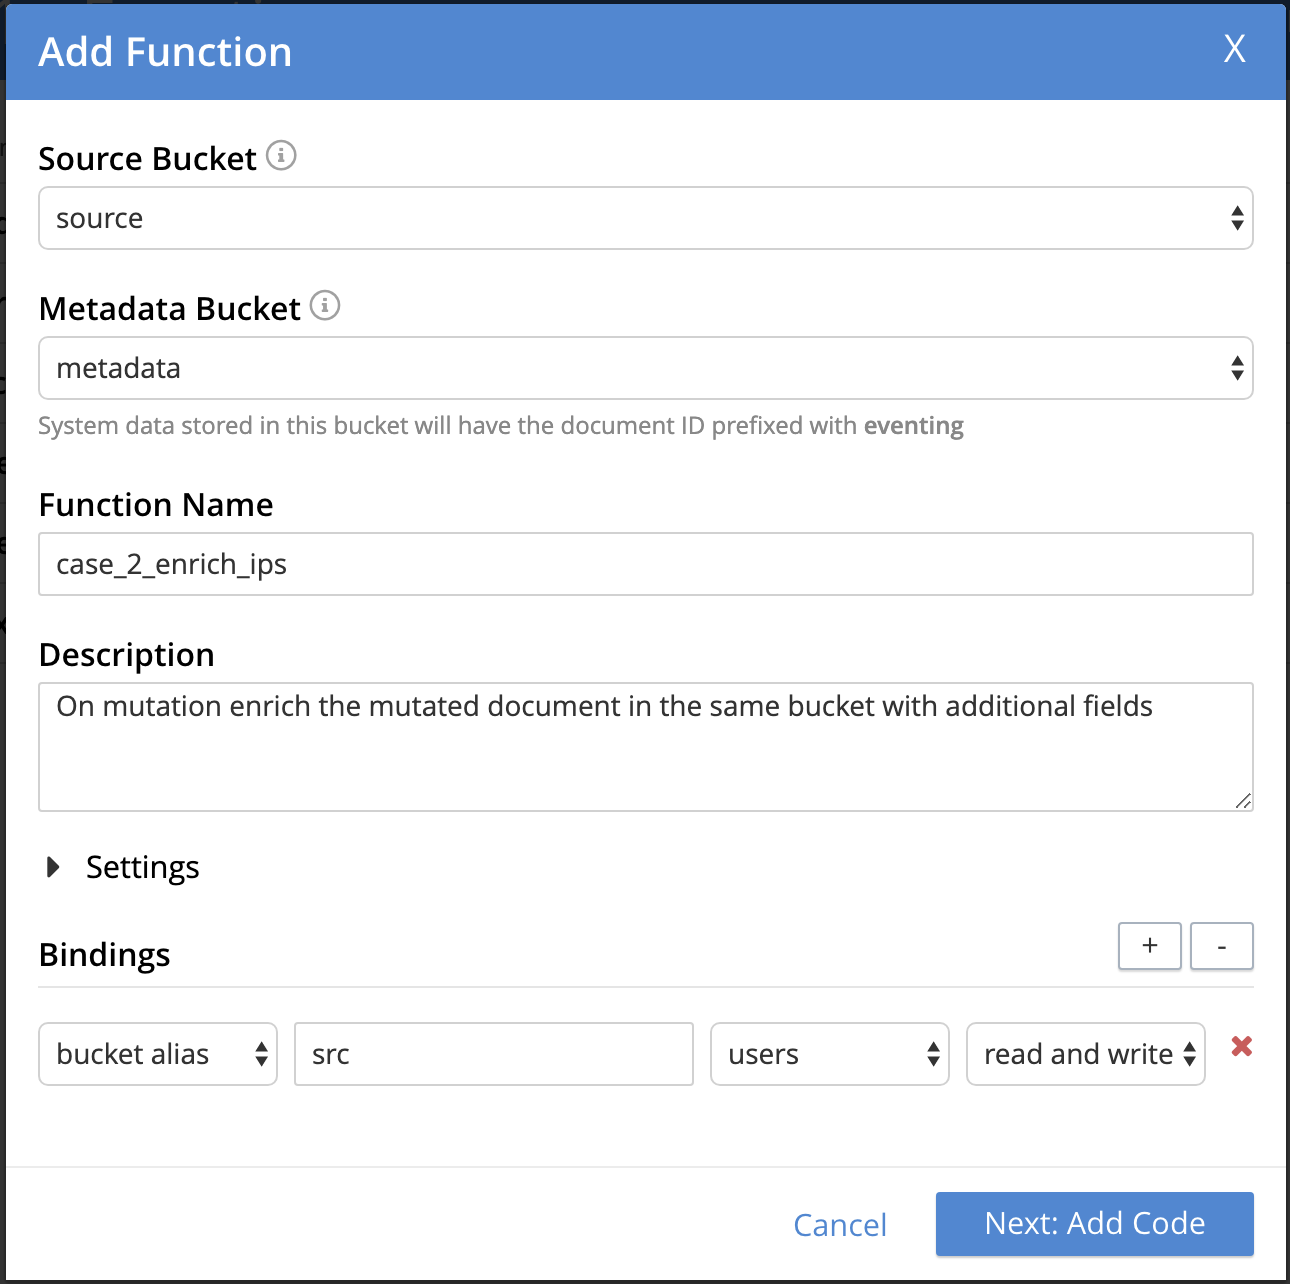 Add Function X
Source Bucket
source
Metadata Bucket
metadata
System data stored in this bucket will have the document ID prefixed with eventing
Function Name
case_2_enrich_ips
Description
On mutation enrich the mutated document in the same bucket with additional fields
Settings
Bindings + -
bucket alias src users read and write
Cancel Next: Add Code